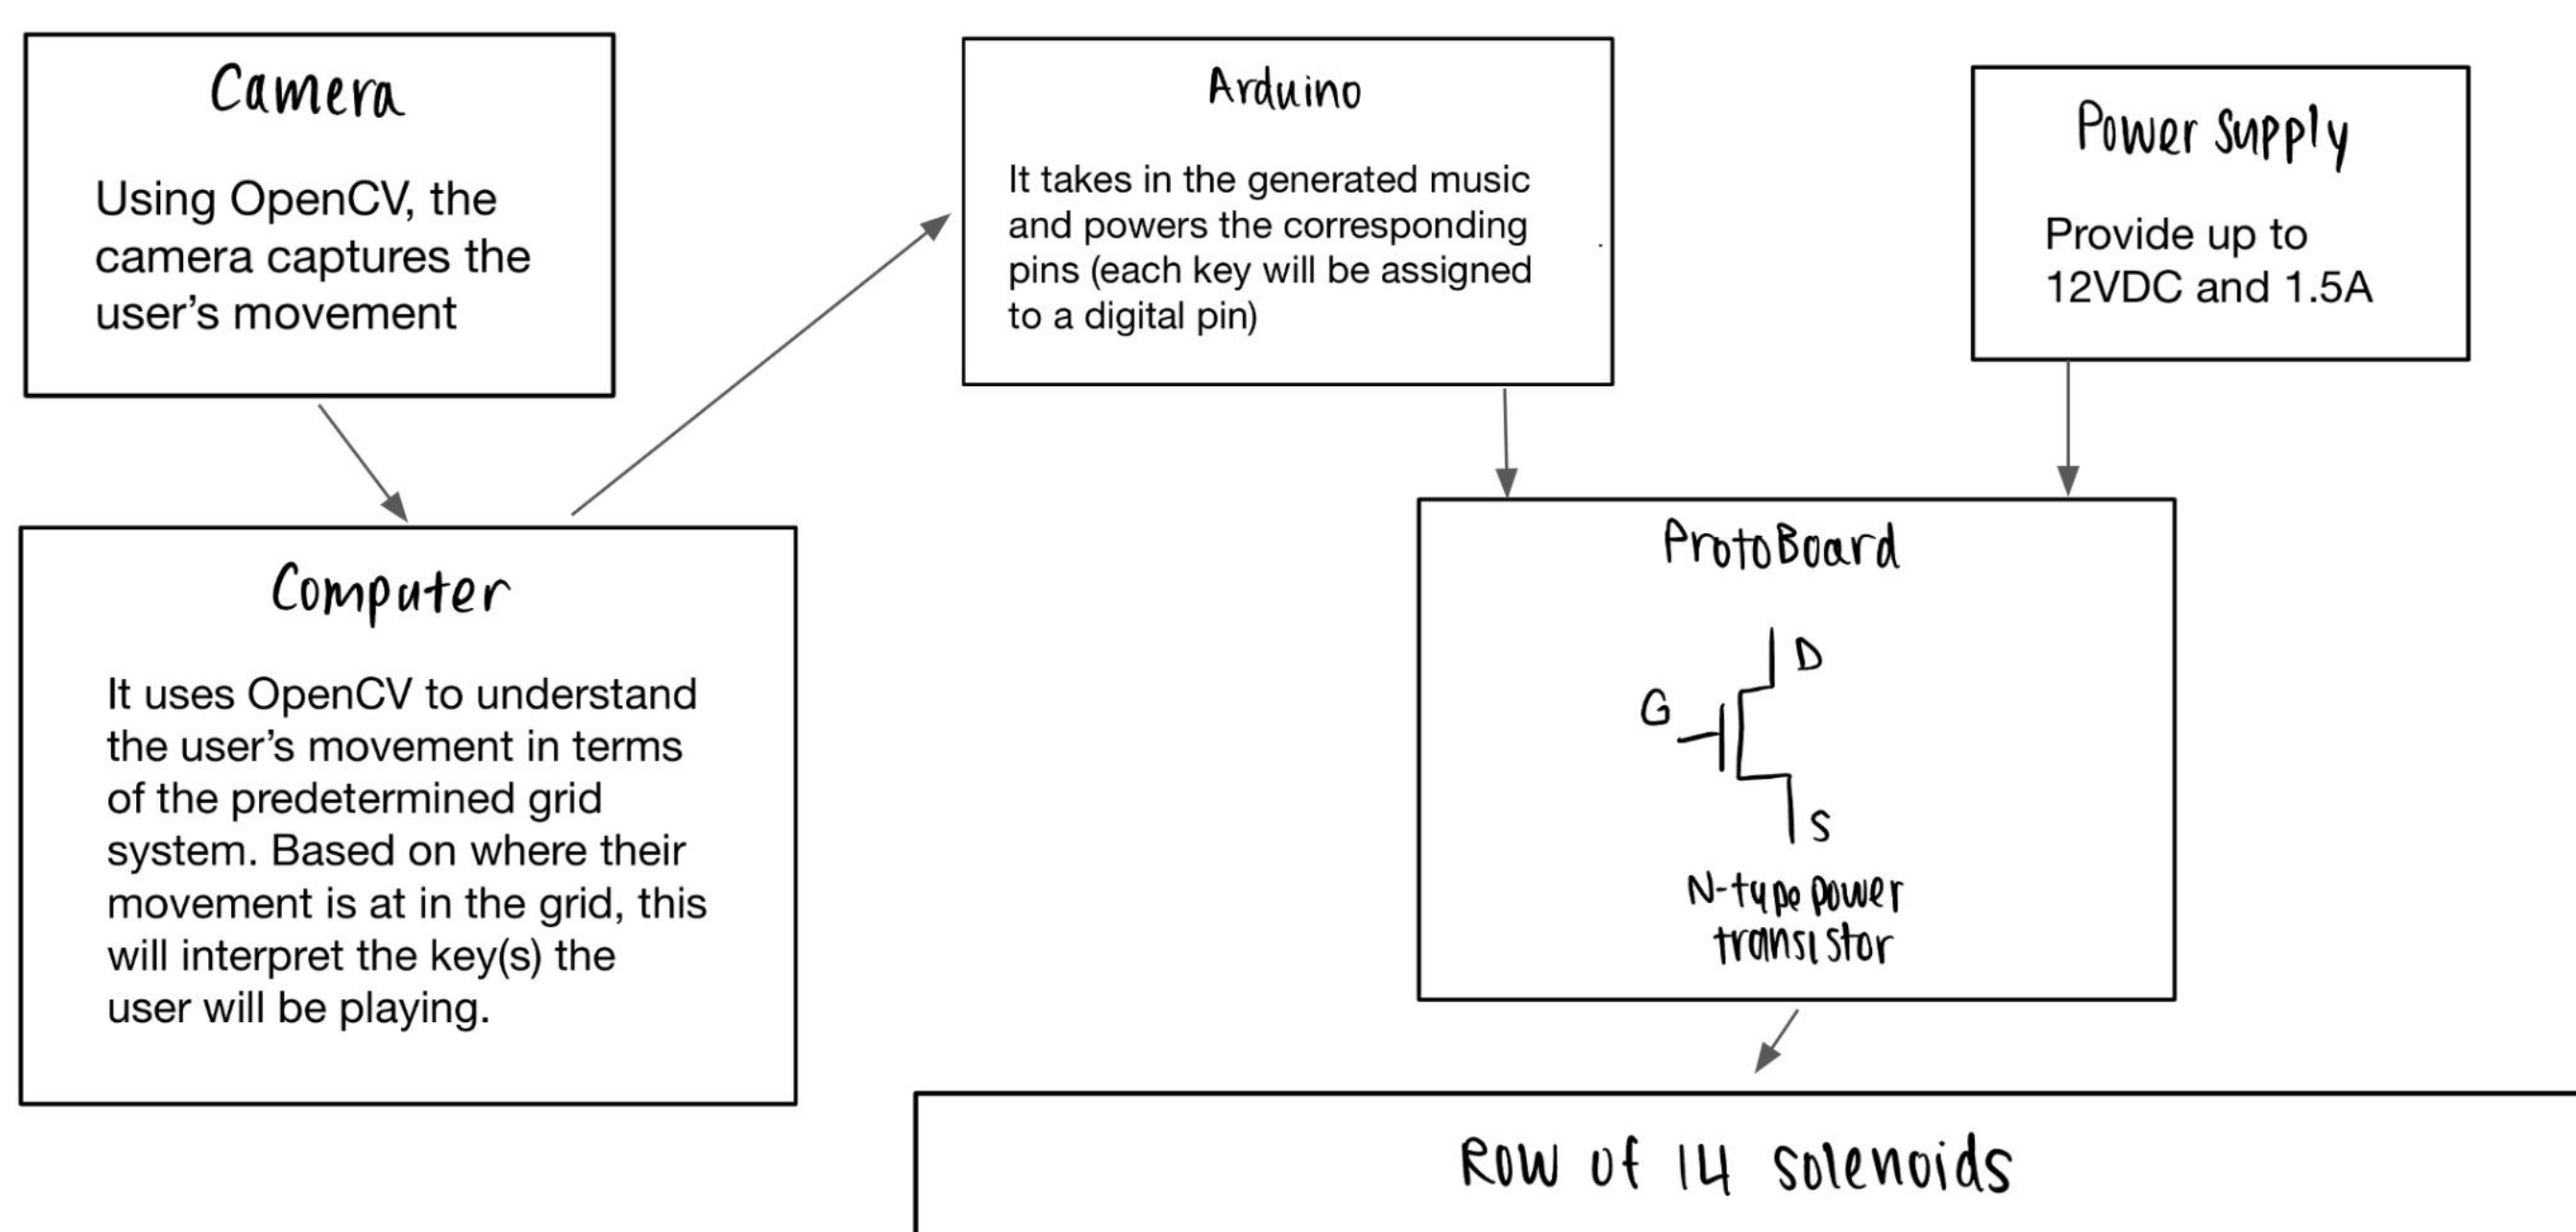 Camera
Using OpenCV, the
camera captures the
user's movement
Computer
It uses OpenCV to understand
the user's movement in terms
of the predetermined grid
system. Based on where their
movement is at in the grid, this
will interpret the key(s) the
user will be playing.
Arduino
It takes in the generated music
and powers the corresponding
pins (each key will be assigned
to a digital pin)
Power supply
Provide up to
12VDC and 1.5A
ProtoBoard
D
G
S
N-type power
transistor
Row of 14 solenoids